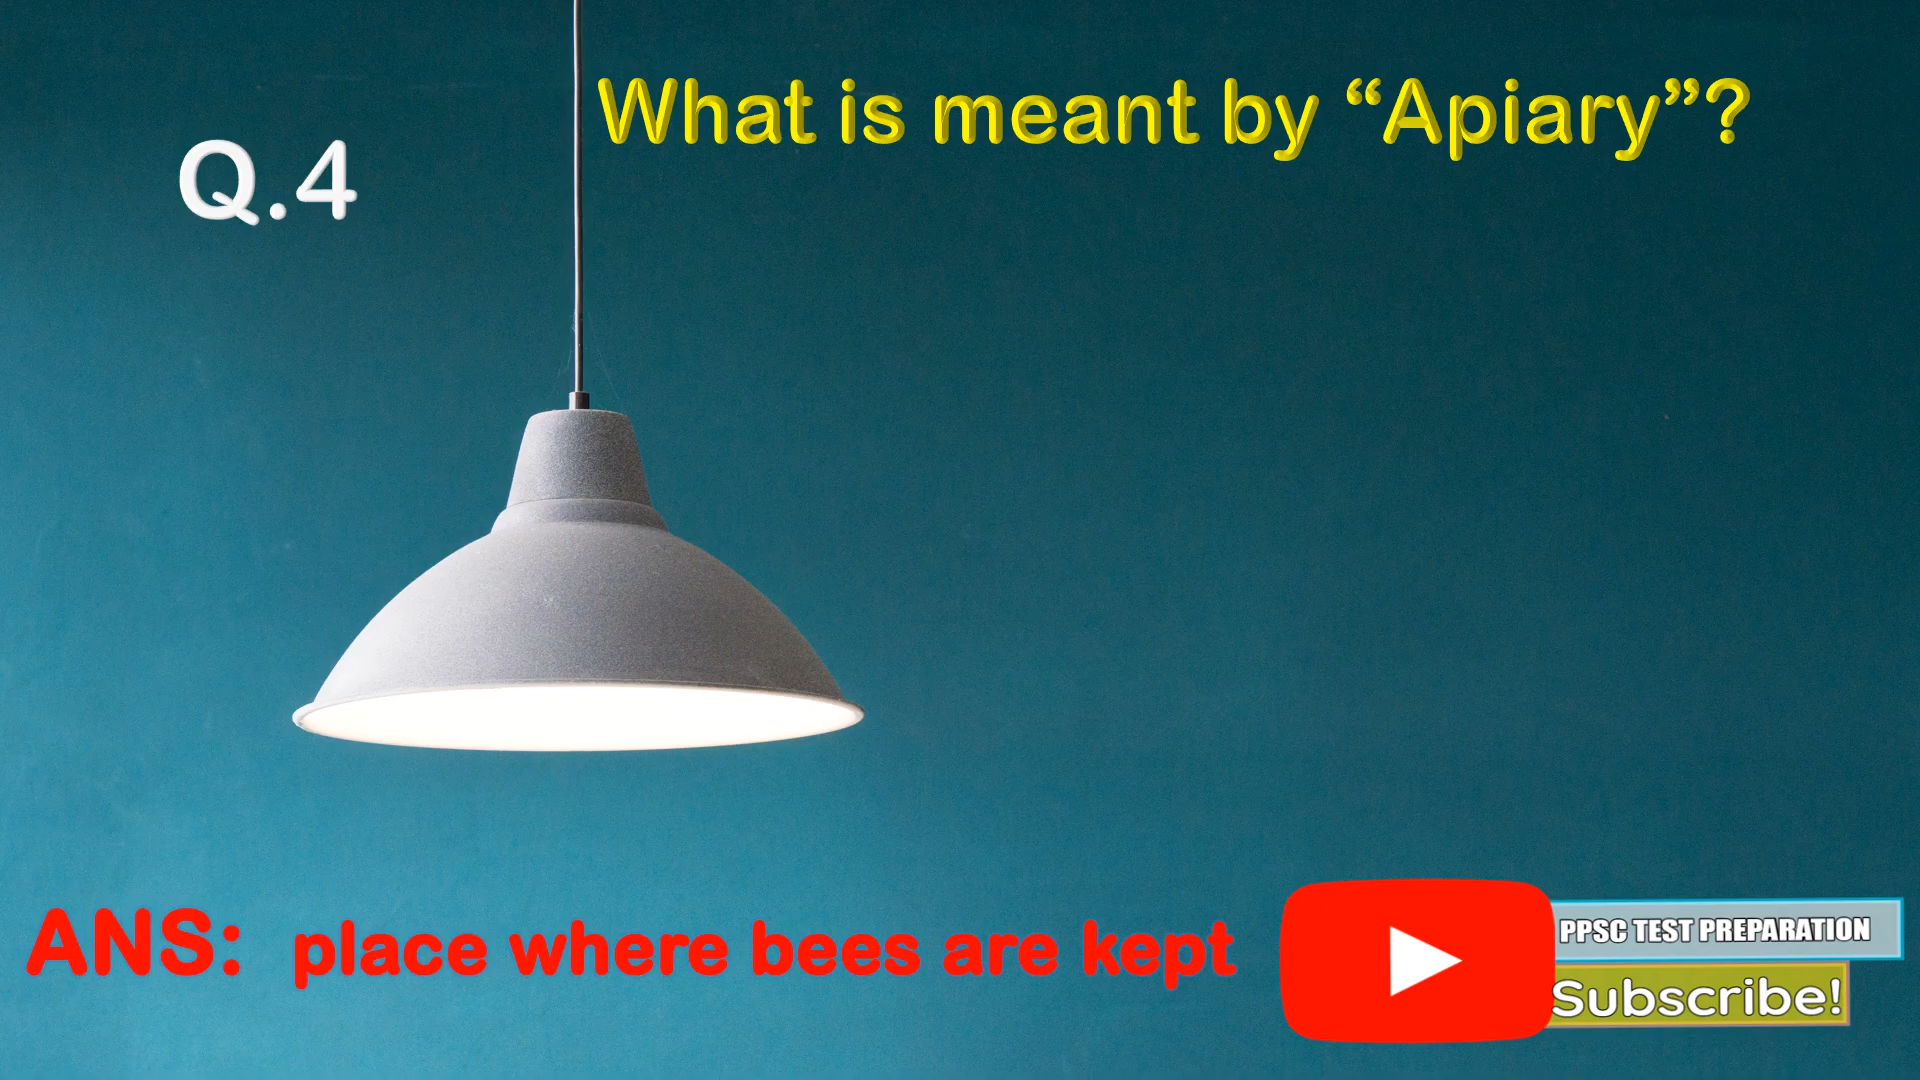 What is meant by “Apiary”?
Q.4
ANS: place where bees are kept
PPSC TEST PREPARATION
Subscribe!